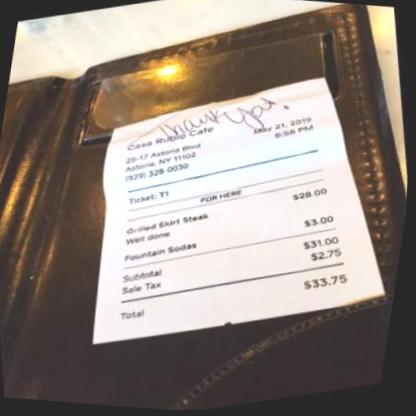 Thank You!
Casa Rubio Cafe
25-17 Astoria Blvd
Astoria, NY 11102
(929) 328-0030
May 21, 2019
6:56 PM
Ticket: T1
FOR HERE
Grilled Skirt Steak $28.00
Well done
Fountain Sodas $3.00
Subtotal $31.00
Sale Tax $2.75
Total $33.75